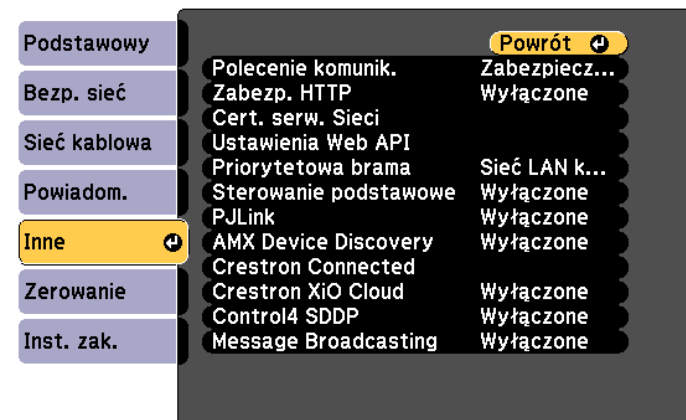 Podstawowy
Bezp. sieć
Sieć kablowa
Powiadom.
Inne
Zerowanie
Inst. zak.
Powrót
Polecenie komunik. Zabezpiecz...
Zabezp. HTTP Wyłączone
Cert. serw. Sieci
Ustawienia Web API
Priorytetowa brama Sieć LAN k...
Sterowanie podstawowe Wyłączone
PJLink Wyłączone
AMX Device Discovery Wyłączone
Crestron Connected
Crestron XiO Cloud Wyłączone
Control4 SDDP Wyłączone
Message Broadcasting Wyłączone